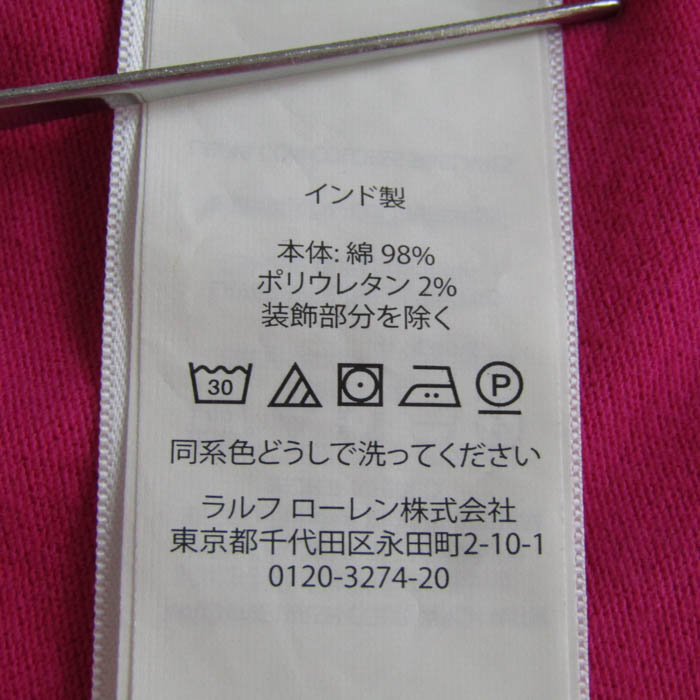 インド製
本体: 綿 98%
ポリウレタン 2%
装飾部分を除く
30
P
同系色どうしで洗ってください
ラルフ ローレン株式会社
東京都千代田区永田町2-10-1
0120-3274-20